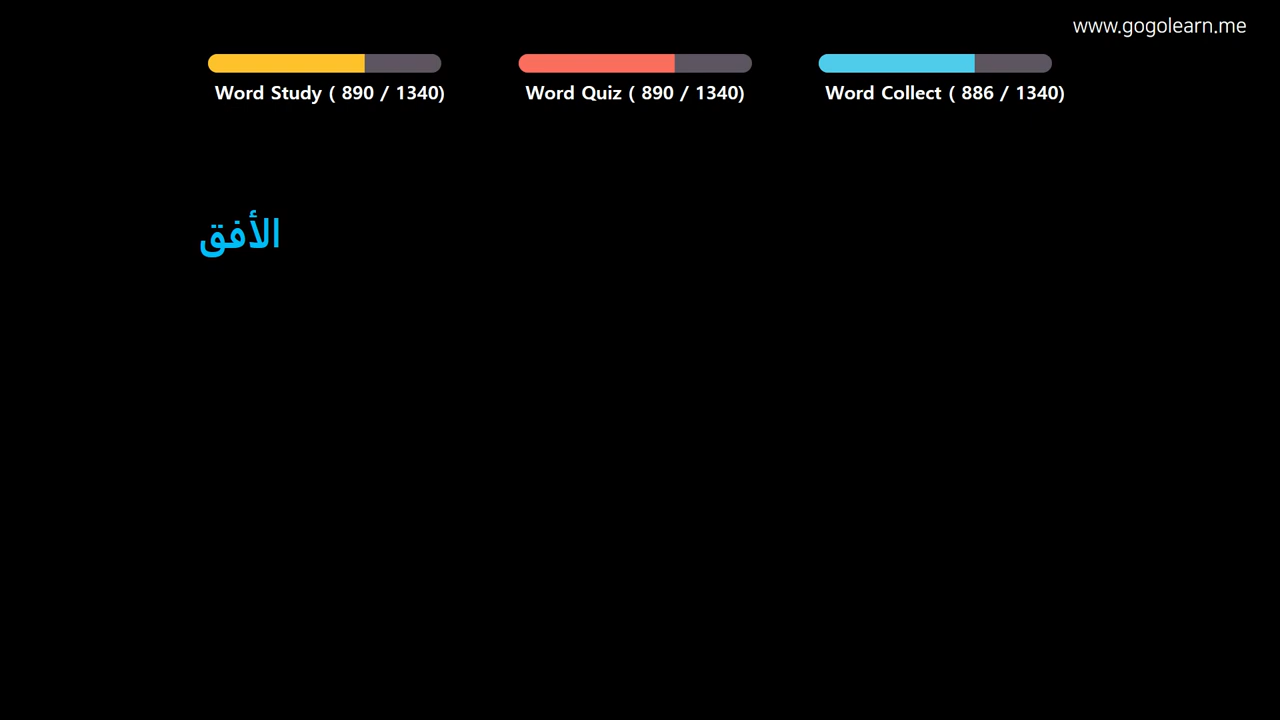 www.gogolearn.me
Word Study ( 890 / 1340)
Word Quiz ( 890 / 1340)
Word Collect ( 886 / 1340)
الأفق